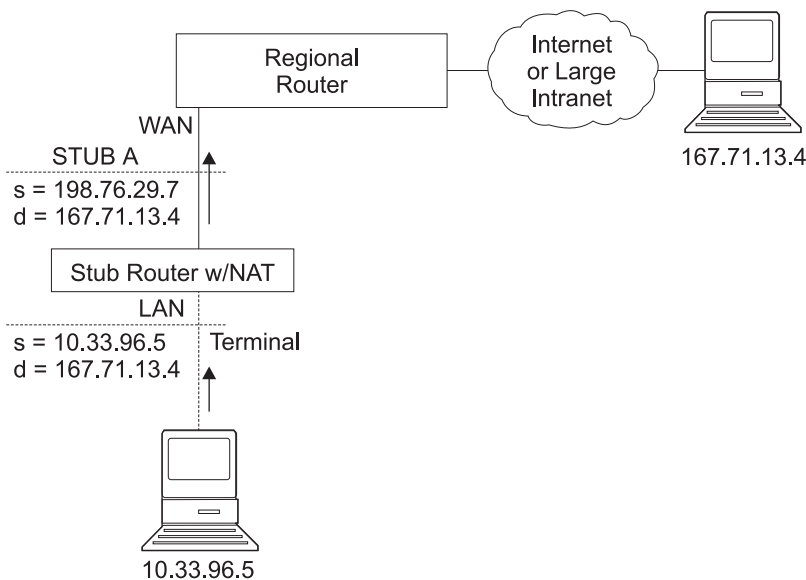 Regional
Router
Internet
or Large
Intranet
WAN
167.71.13.4
STUB A
s = 198.76.29.7
d = 167.71.13.4
Stub Router w/NAT
LAN
s = 10.33.96.5
Terminal
d = 167.71.13.4
10.33.96.5